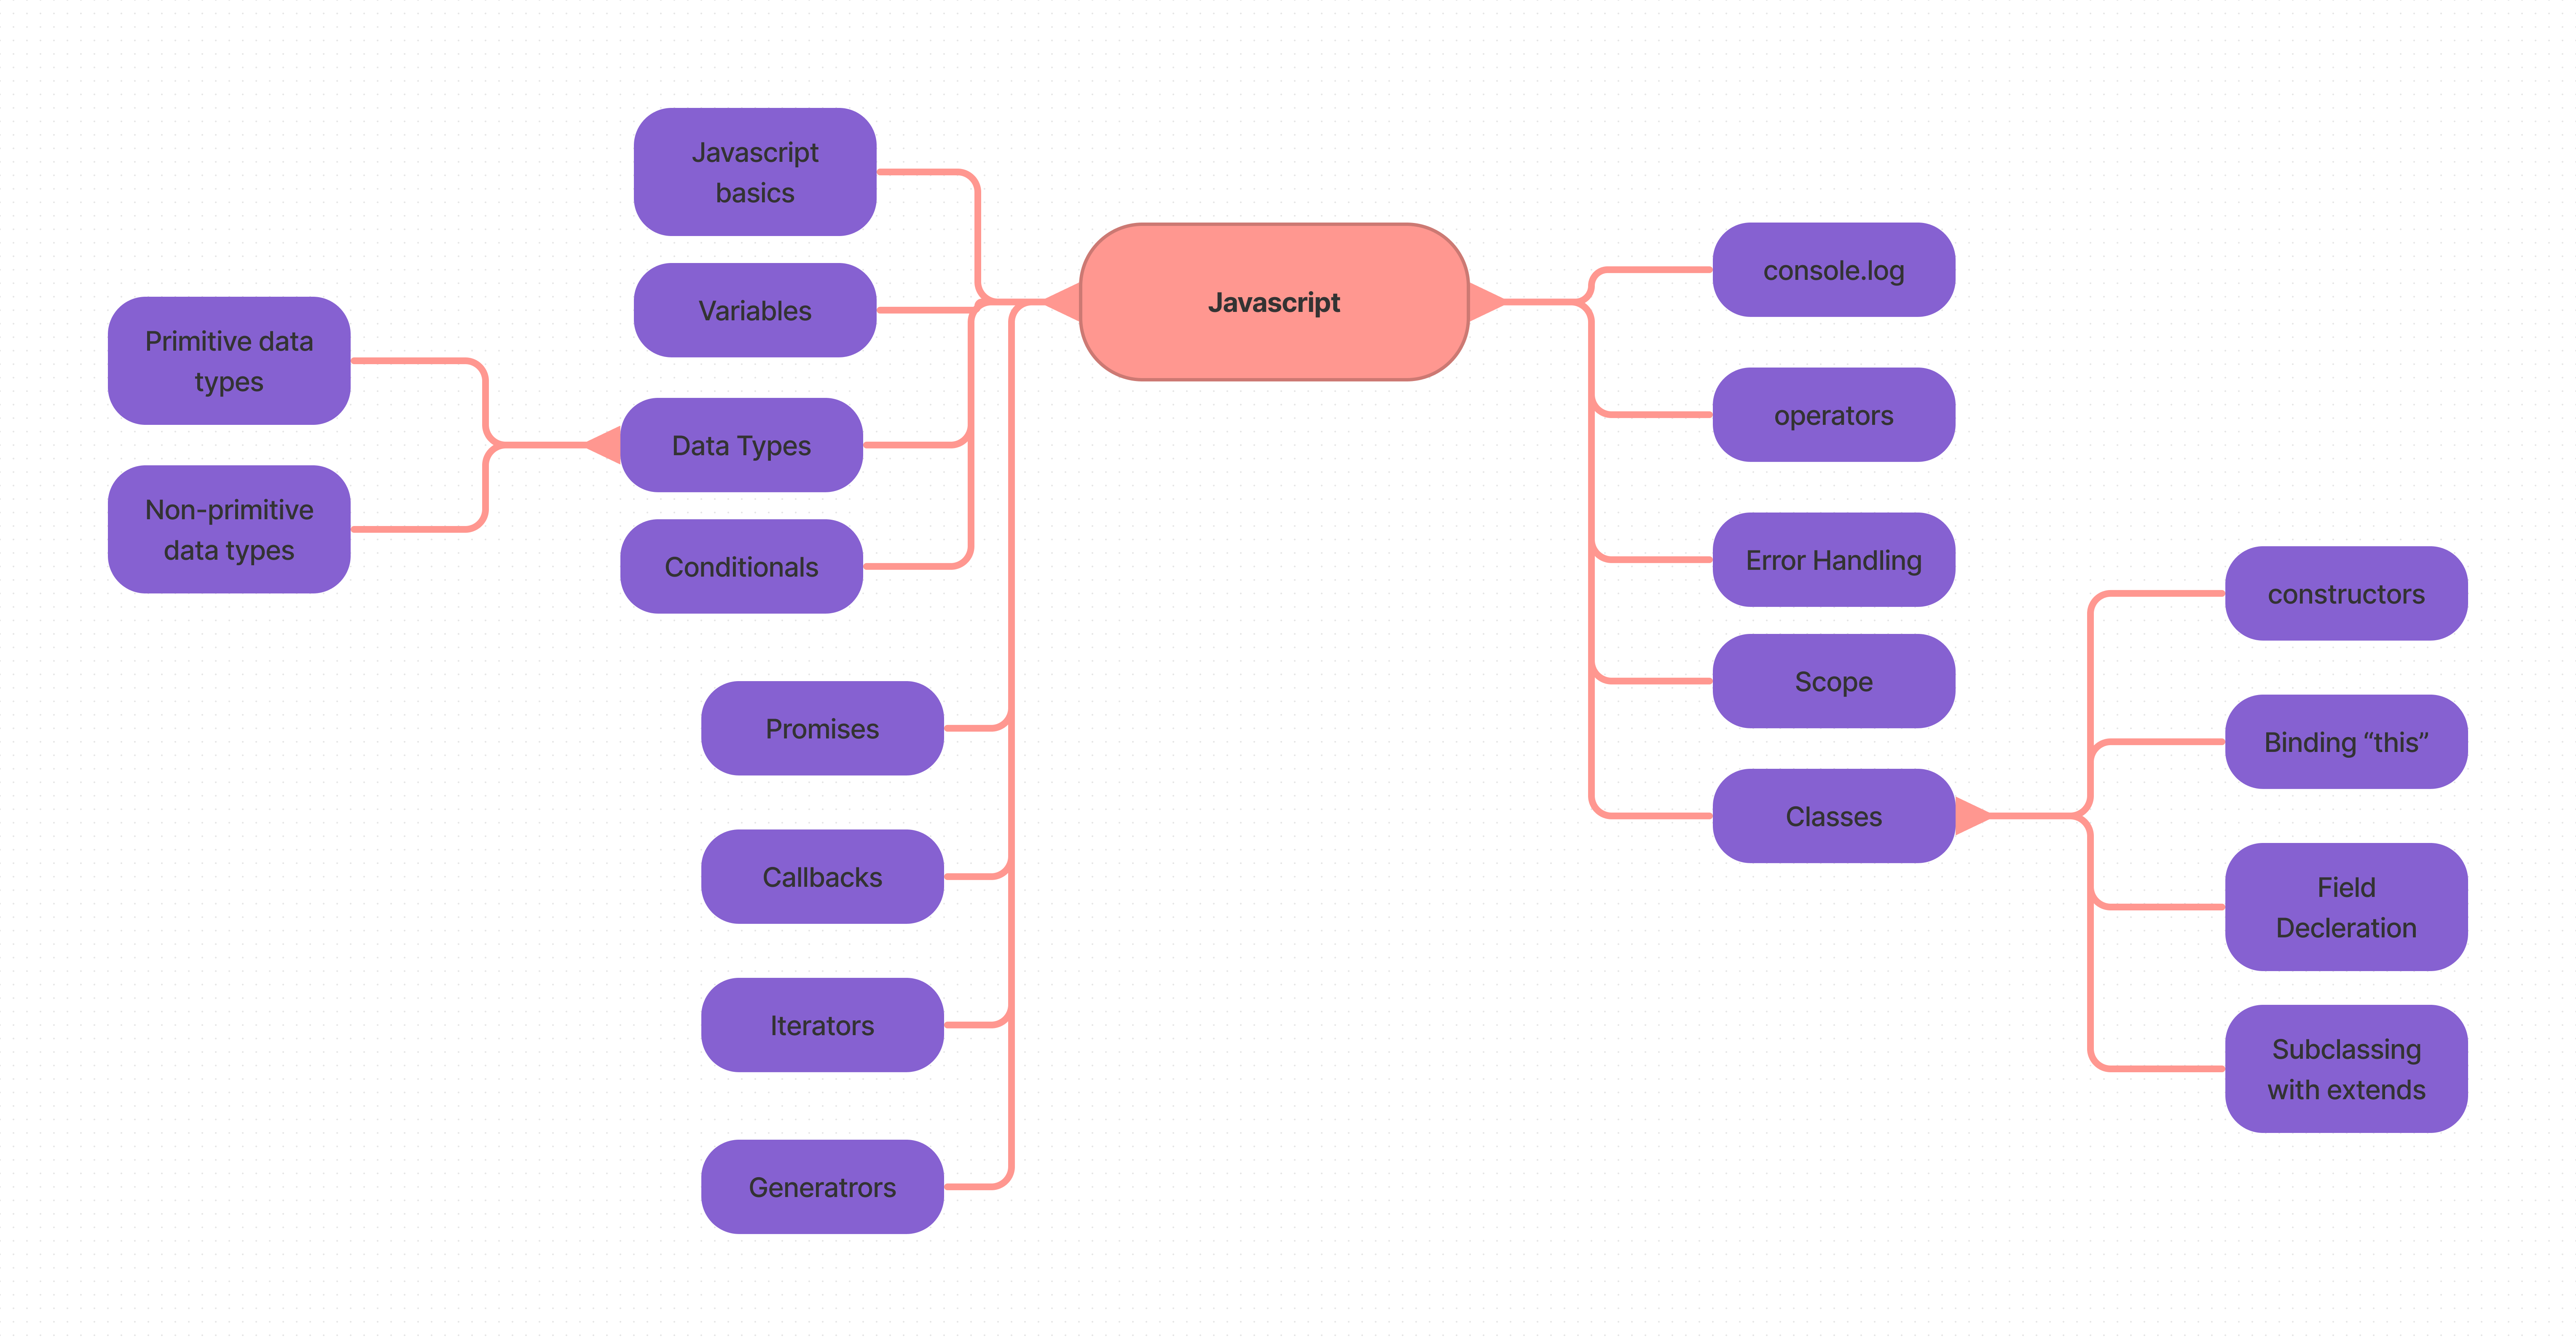 Javascript
Javascript
basics
Variables
Data Types
Primitive data
types
Non-primitive
data types
Conditionals
Promises
Callbacks
Iterators
Generatrors
console.log
operators
Error Handling
Scope
Classes
constructors
Binding “this”
Field
Decleration
Subclassing
with extends